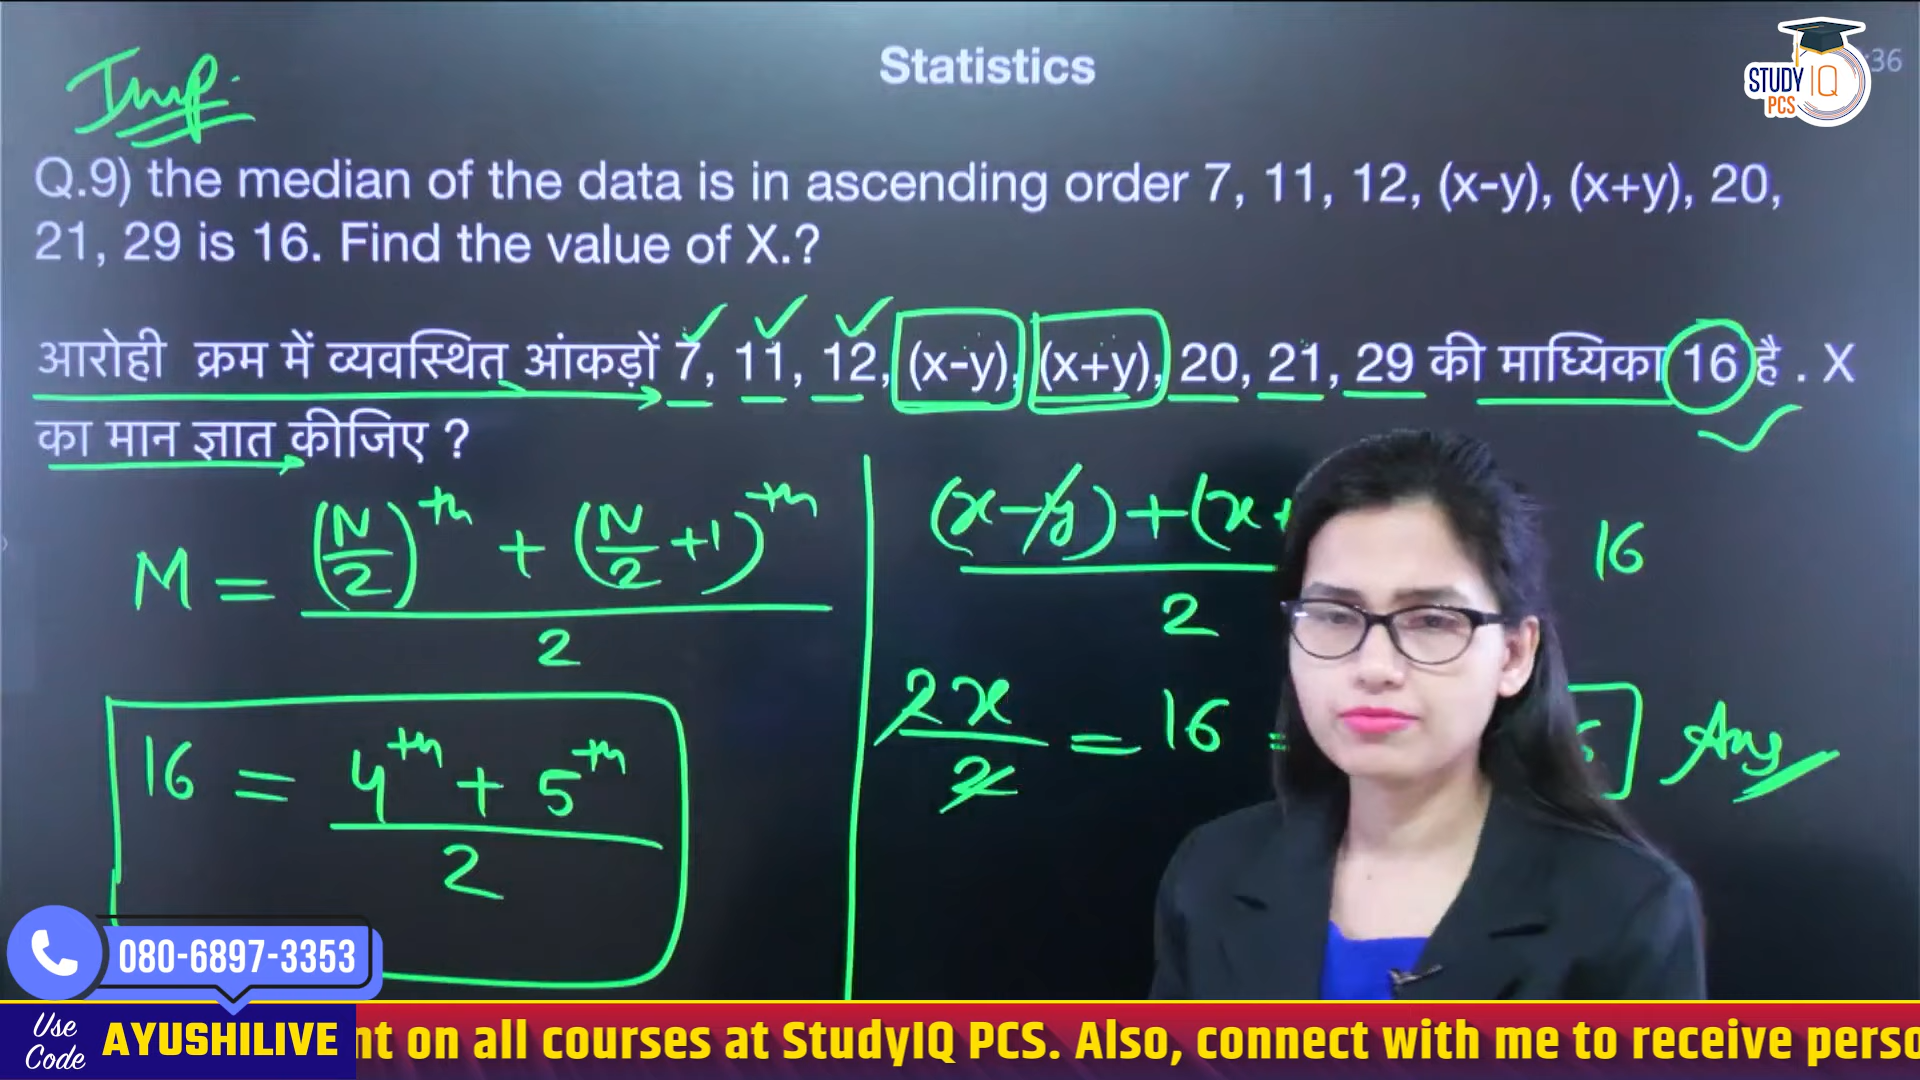 Imp.
Statistics
:36
STUDY IQ
PCS
Q.9) the median of the data is in ascending order 7, 11, 12, (x-y), (x+y), 20,
21, 29 is 16. Find the value of X.?
आरोही क्रम में व्यवस्थित आंकड़ों 7, 11, 12, (x-y), (x+y), 20, 21, 29 की माध्यिका 16 है . X
का मान ज्ञात कीजिए ?
M = (N/2)th + (N/2 +1)th
2
16 = 4th + 5th
2
(x-y)+(x+ 16
2
2x/2 = 16 = Ans
080-6897-3353
Use Code AYUSHILIVE
nt on all courses at StudyIQ PCS. Also, connect with me to receive perso